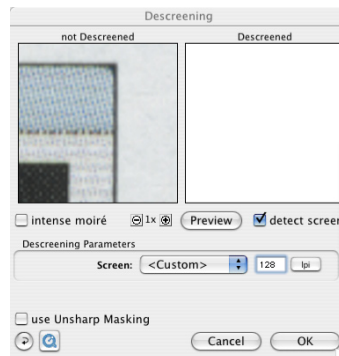 Descreening
not Descreened Descreened
intense moiré 1x Preview detect screen
Descreening Parameters
Screen: <Custom> 128 lpi
use Unsharp Masking
Cancel OK